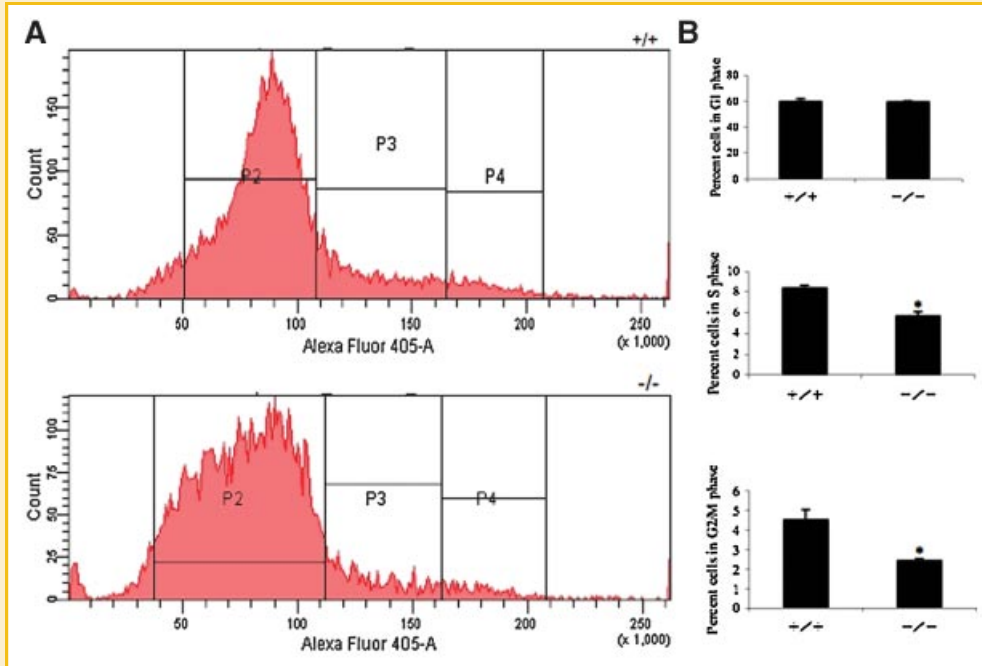 A
+/+
Count
150
100
50
0
P2
P3
P4
50 100 150 200 250
(x 1,000)
Alexa Fluor 405-A
-/-
Count
100
75
50
25
0
P2
P3
P4
50 100 150 200 250
(x 1,000)
Alexa Fluor 405-A
B
Percent cells in G1 phase
80
60
40
20
0
+/+ -/-
Percent cells in S phase
10
8
6
4
2
0
*
+/+ -/-
Percent cells in G2/M phase
6
5
4
3
2
1
0
*
+/+ -/-